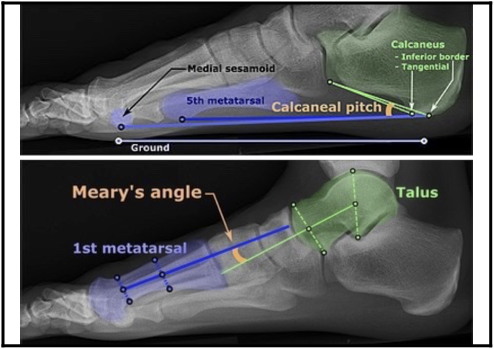 Calcaneus
- Inferior border
- Tangential
Medial sesamoid
5th metatarsal
Calcaneal pitch
Ground
Meary's angle
Talus
1st metatarsal